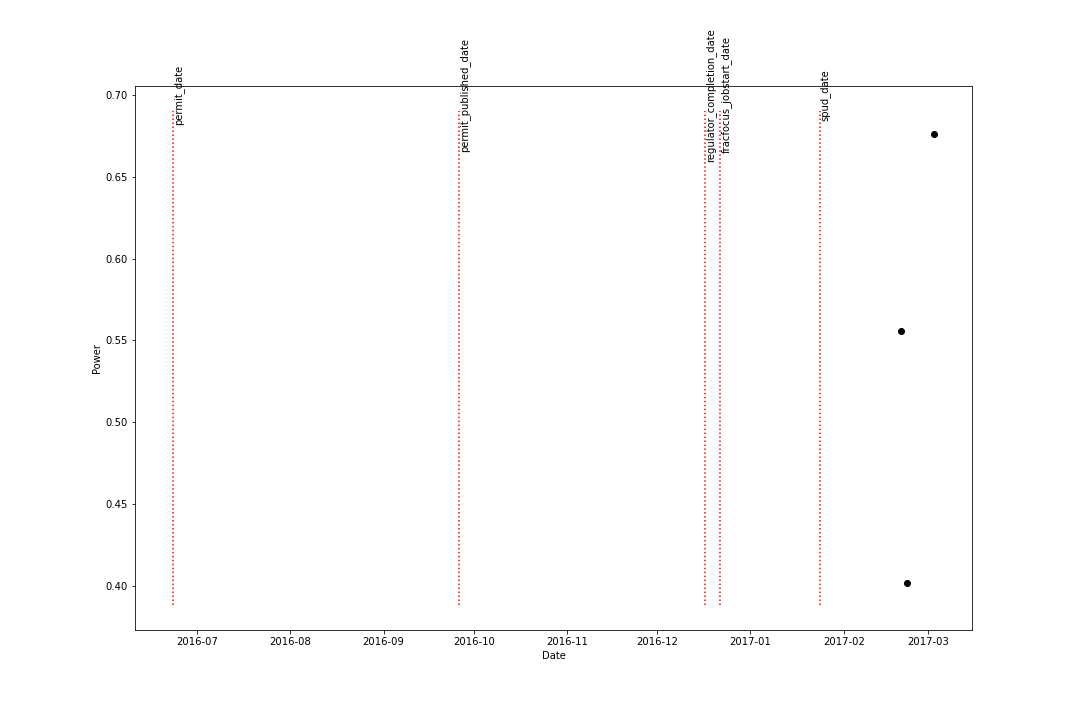 permit_date
permit_published_date
regulator_completion_date
fracfocus_jobstart_date
spud_date
0.70
0.65
0.60
0.55
0.50
0.45
0.40
Power
2016-07 2016-08 2016-09 2016-10 2016-11 2016-12 2017-01 2017-02 2017-03
Date